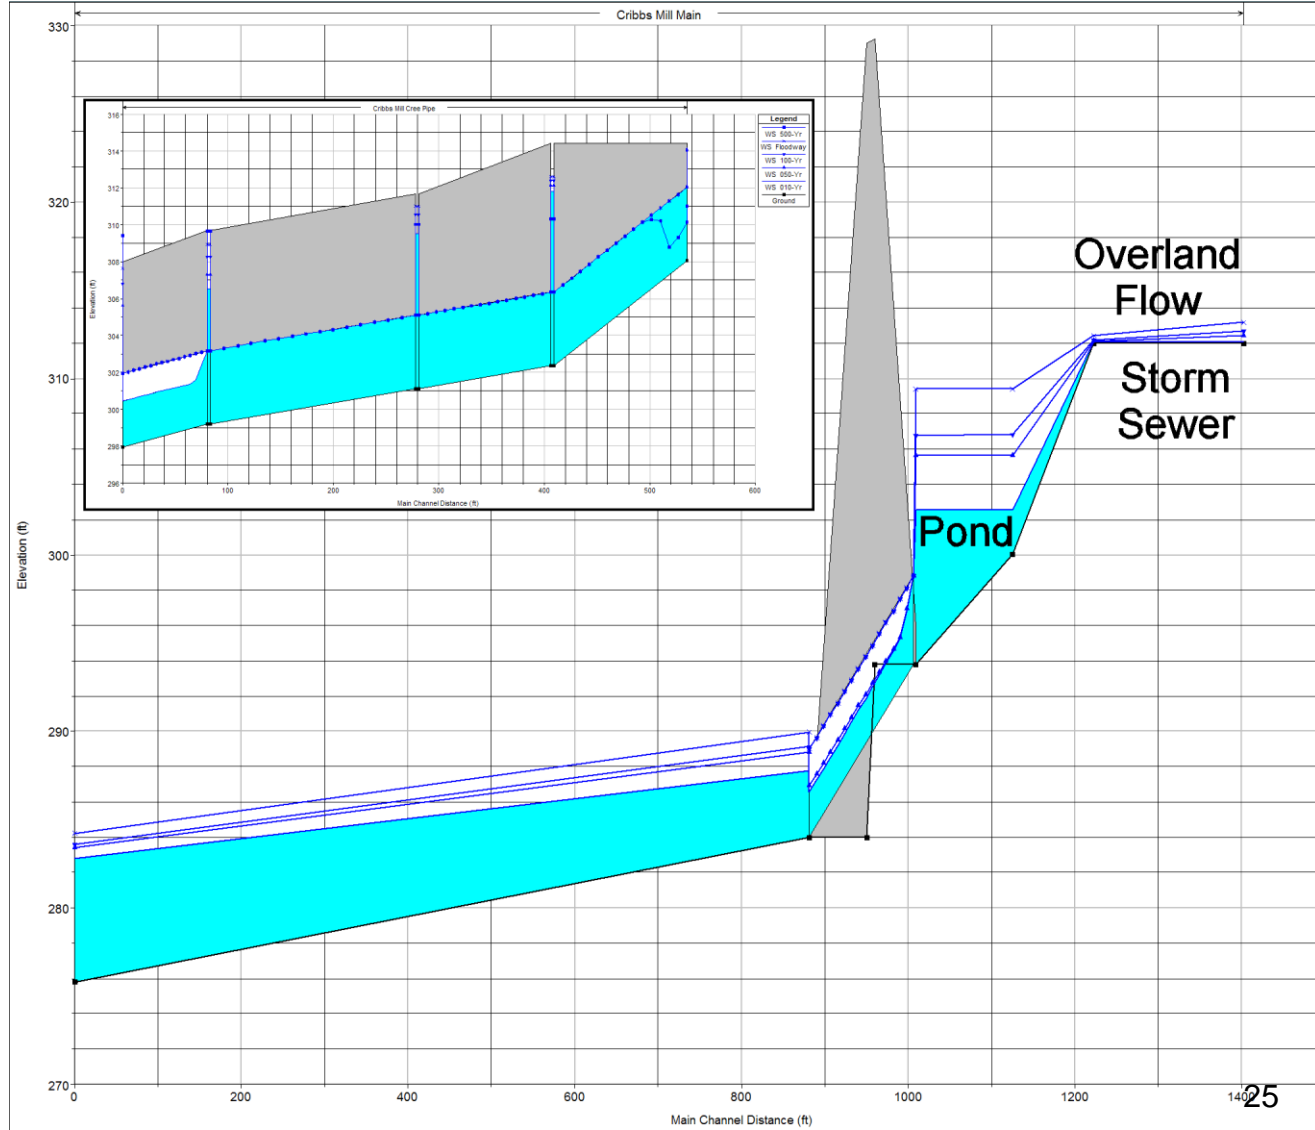 Cribbs Mill Main
330
320
310
300
290
280
270
Elevation (ft)
0
200
400
600
800
1000
1200
1400
Main Channel Distance (ft)
Cribbs Mill Cree Pipe
316
314
312
310
308
306
304
302
300
298
296
Elevation (ft)
0
100
200
300
400
500
600
Main Channel Distance (ft)
Legend
WS 500-Yr
WS Floodway
WS 100-Yr
WS 050-Yr
WS 010-Yr
Ground
Overland
Flow
Storm
Sewer
Pond
25